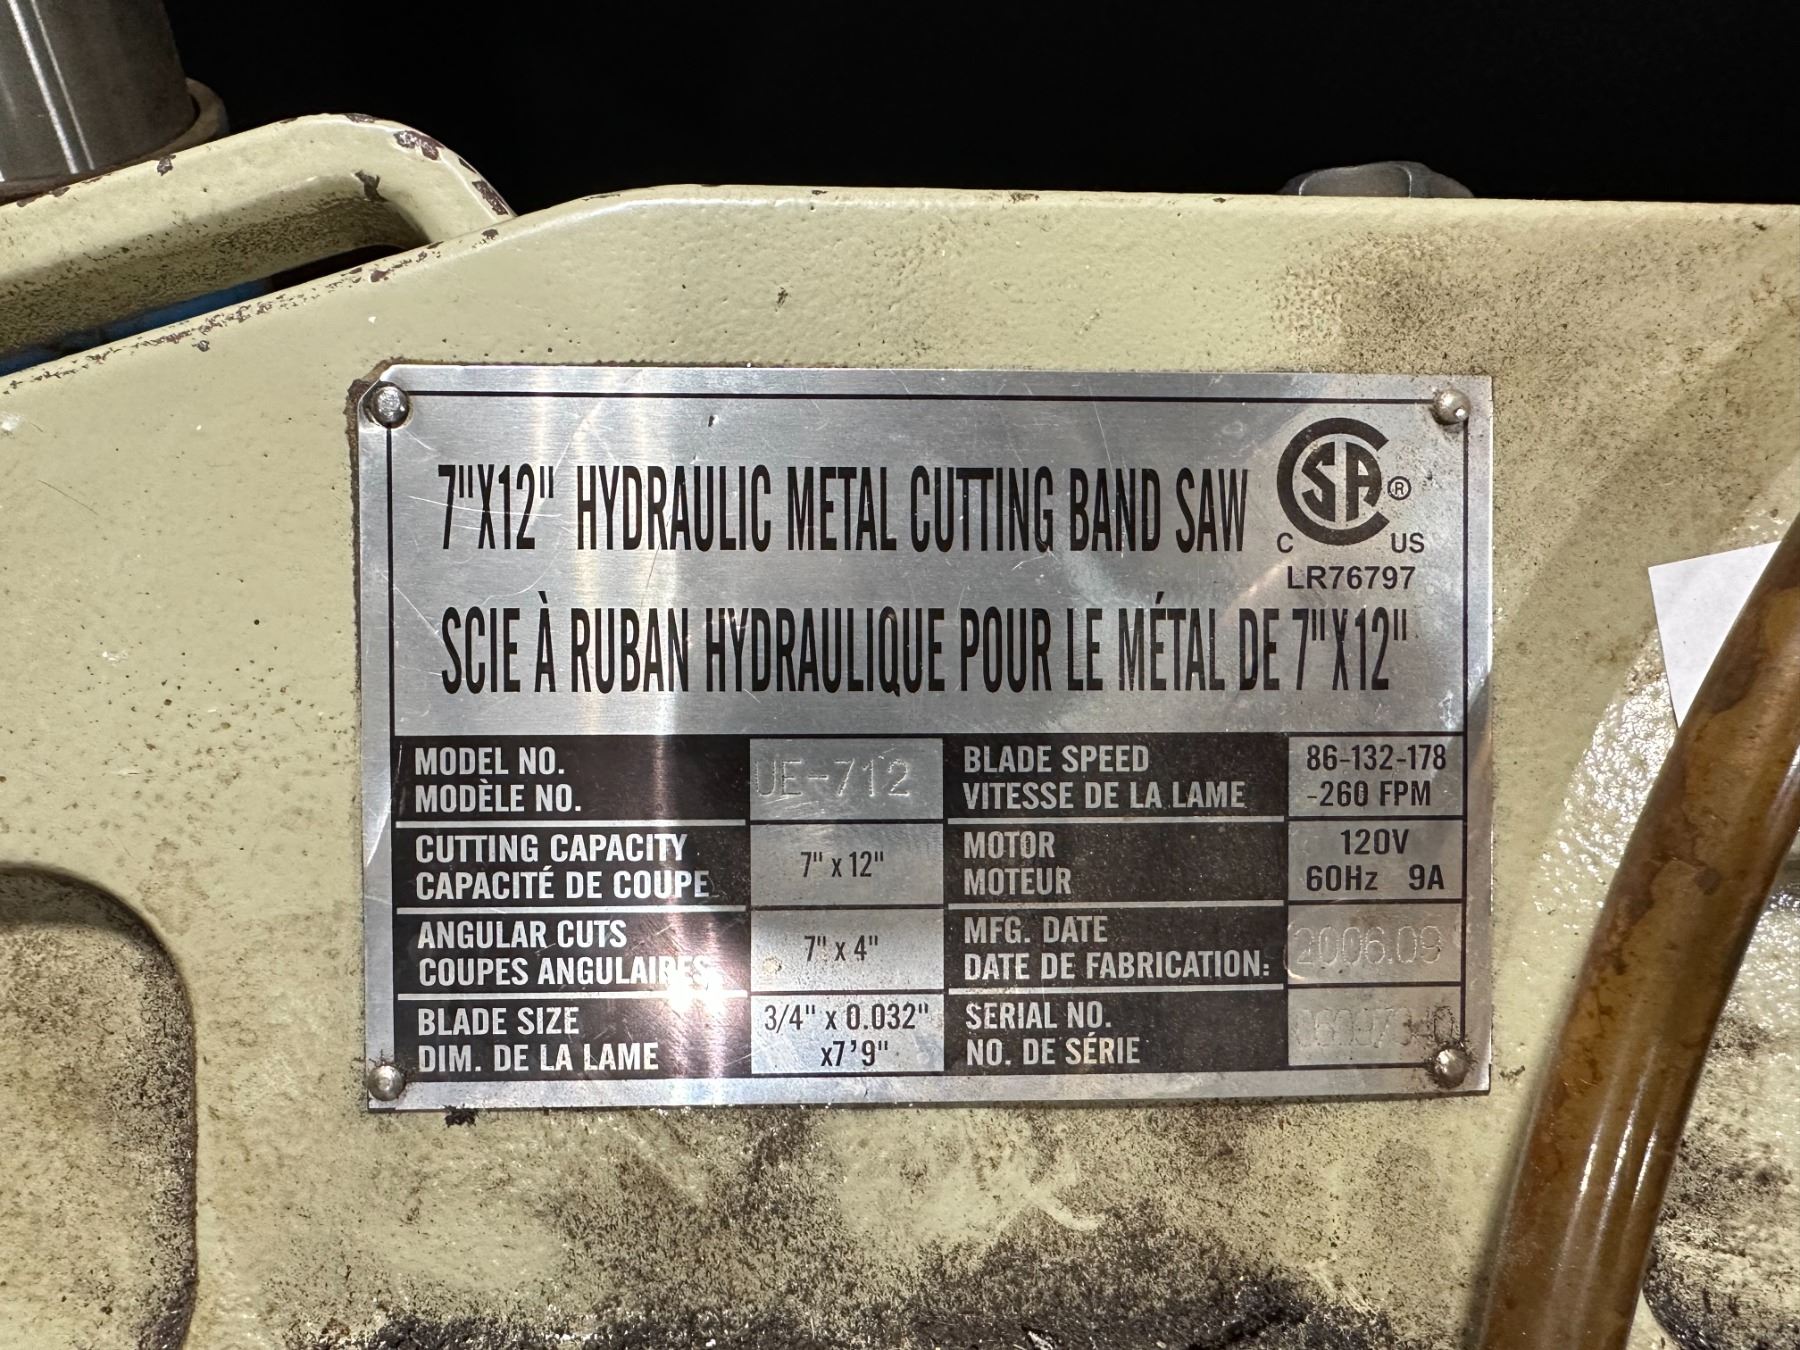 7"X12" HYDRAULIC METAL CUTTING BAND SAW
CSA ®
C US
LR76797
SCIE À RUBAN HYDRAULIQUE POUR LE MÉTAL DE 7"X12"
MODEL NO.
MODÈLE NO.
UE-712
BLADE SPEED
VITESSE DE LA LAME
86-132-178
-260 FPM
CUTTING CAPACITY
CAPACITÉ DE COUPE
7" x 12"
MOTOR
MOTEUR
120V
60Hz 9A
ANGULAR CUTS
COUPES ANGULAIRES
7" x 4"
MFG. DATE
DATE DE FABRICATION:
2006.09
BLADE SIZE
DIM. DE LA LAME
3/4" x 0.032"
x7'9"
SERIAL NO.
NO. DE SÉRIE